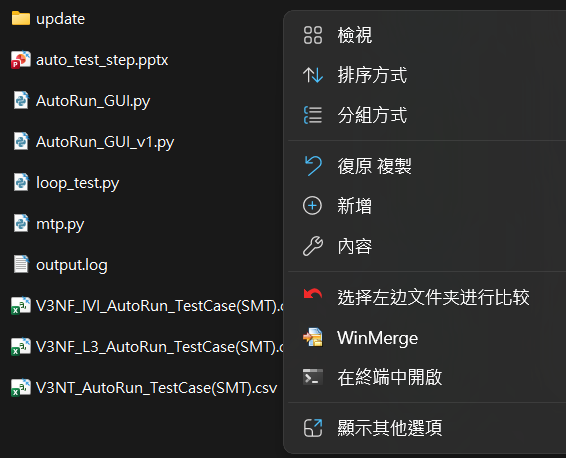 update
auto_test_step.pptx
AutoRun_GUI.py
AutoRun_GUI_v1.py
loop_test.py
mtp.py
output.log
V3NF_IVI_AutoRun_TestCase(SMT).c
V3NF_L3_AutoRun_TestCase(SMT).c
V3NT_AutoRun_TestCase(SMT).csv
檢視
排序方式
分組方式
復原 複製
新增
內容
选择左边文件夹进行比较
WinMerge
在終端中開啟
顯示其他選項